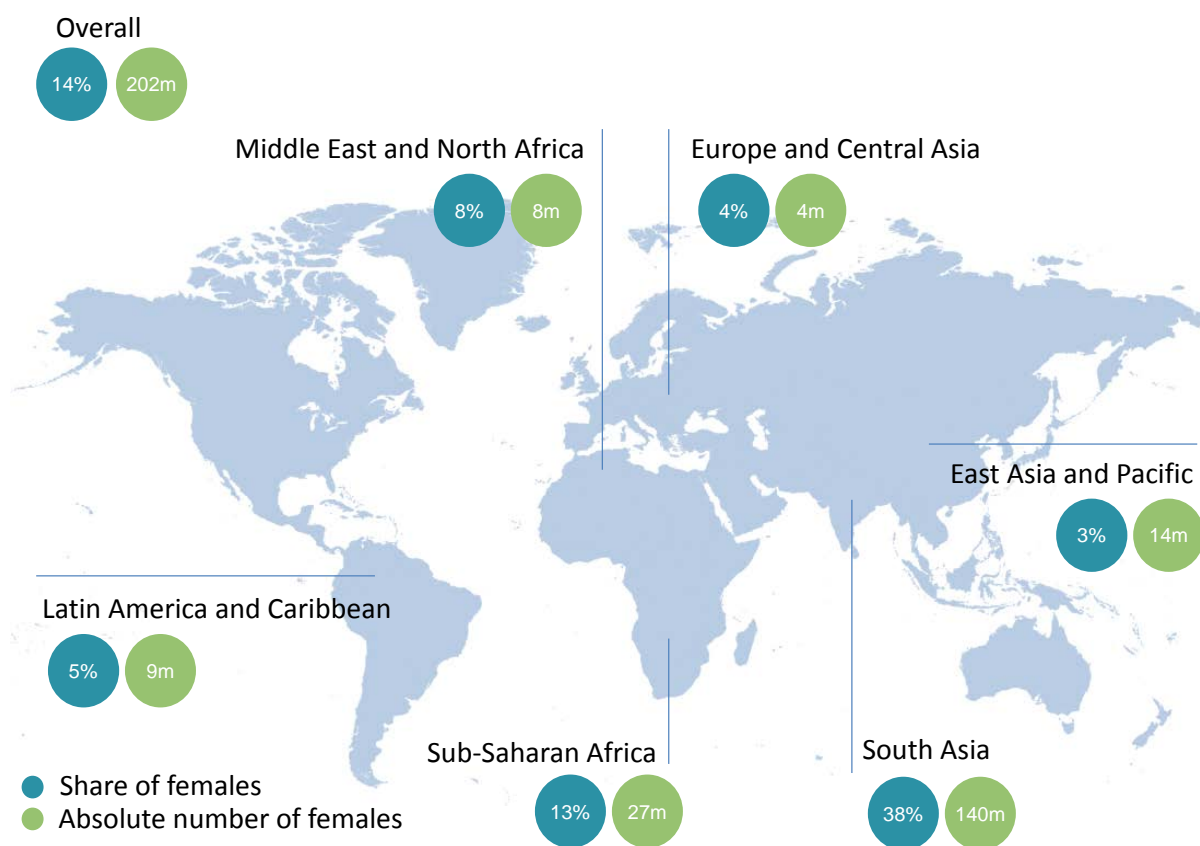 Overall
14% 202m
Middle East and North Africa
8% 8m
Europe and Central Asia
4% 4m
East Asia and Pacific
3% 14m
Latin America and Caribbean
5% 9m
Sub-Saharan Africa
13% 27m
South Asia
38% 140m
Share of females
Absolute number of females